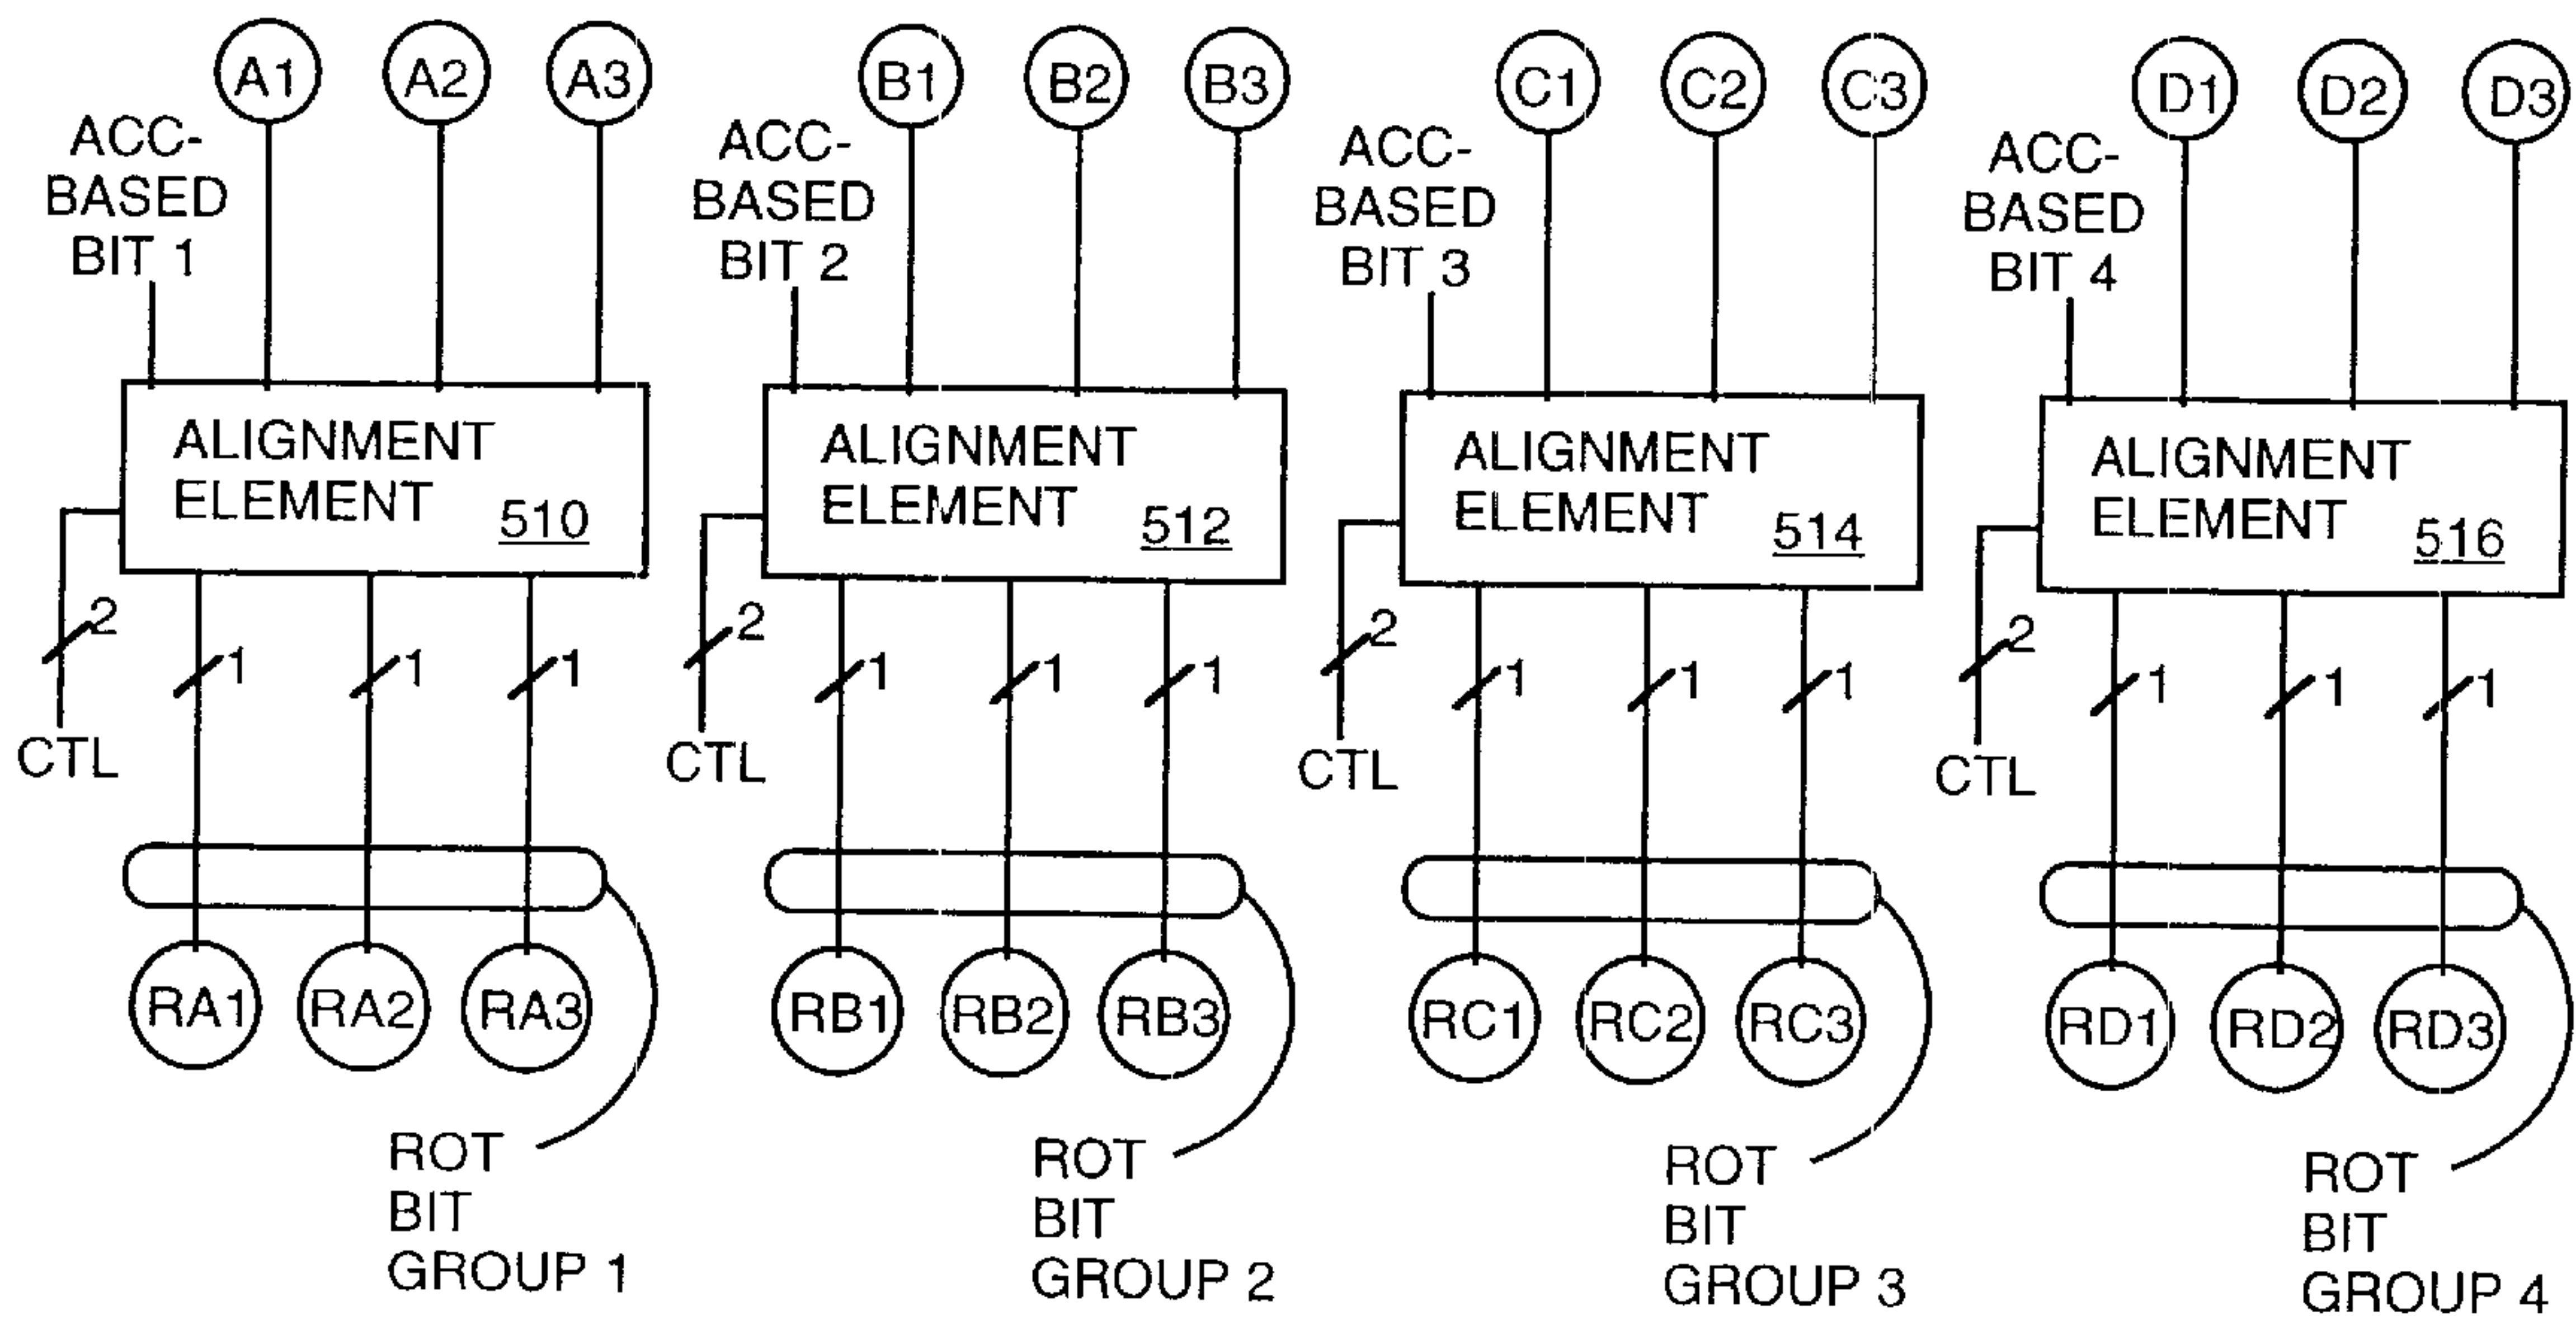 A1
A2
A3
ACC-
BASED
BIT 1
ALIGNMENT
ELEMENT
510
2
CTL
1
1
1
RA1
RA2
RA3
ROT
BIT
GROUP 1
B1
B2
B3
ACC-
BASED
BIT 2
ALIGNMENT
ELEMENT
512
2
CTL
1
1
1
RB1
RB2
RB3
ROT
BIT
GROUP 2
C1
C2
C3
ACC-
BASED
BIT 3
ALIGNMENT
ELEMENT
514
2
CTL
1
1
1
RC1
RC2
RC3
ROT
BIT
GROUP 3
D1
D2
D3
ACC-
BASED
BIT 4
ALIGNMENT
ELEMENT
516
2
CTL
1
1
1
RD1
RD2
RD3
ROT
BIT
GROUP 4